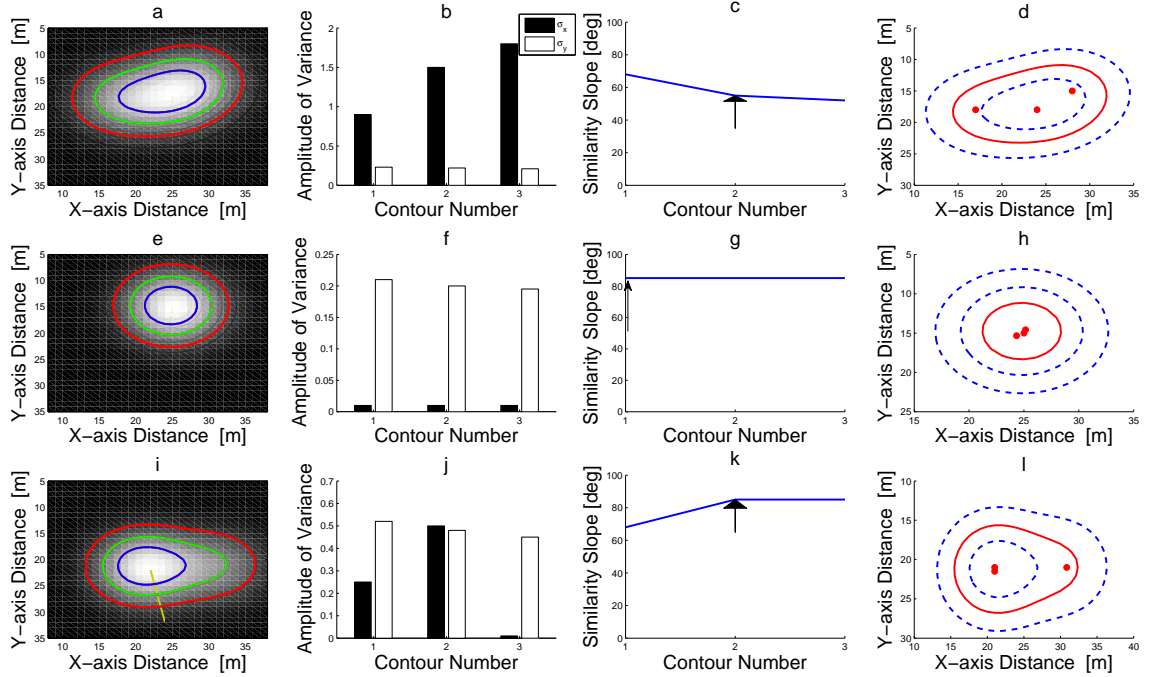 a
b
c
d
Y-axis Distance [m]
5
10
15
20
25
30
35
10 15 20 25 30 35
X-axis Distance [m]
Amplitude of Variance
2
1.5
1
0.5
0
1 2 3
Contour Number
σx
σy
Similarity Slope [deg]
100
80
60
40
20
0
1 2 3
Contour Number
Y-axis Distance [m]
5
10
15
20
25
30
10 15 20 25 30 35
X-axis Distance [m]
e
f
g
h
Y-axis Distance [m]
5
10
15
20
25
30
35
10 15 20 25 30 35
X-axis Distance [m]
Amplitude of Variance
0.25
0.2
0.15
0.1
0.05
0
1 2 3
Contour Number
Similarity Slope [deg]
100
80
60
40
20
0
1 2 3
Contour Number
Y-axis Distance [m]
5
10
15
20
25
15 20 25 30 35
X-axis Distance [m]
i
j
k
l
Y-axis Distance [m]
5
10
15
20
25
30
35
10 15 20 25 30 35
X-axis Distance [m]
Amplitude of Variance
0.7
0.6
0.5
0.4
0.3
0.2
0.1
0
1 2 3
Contour Number
Similarity Slope [deg]
100
80
60
40
20
0
1 2 3
Contour Number
Y-axis Distance [m]
10
15
20
25
30
10 15 20 25 30 35 40
X-axis Distance [m]